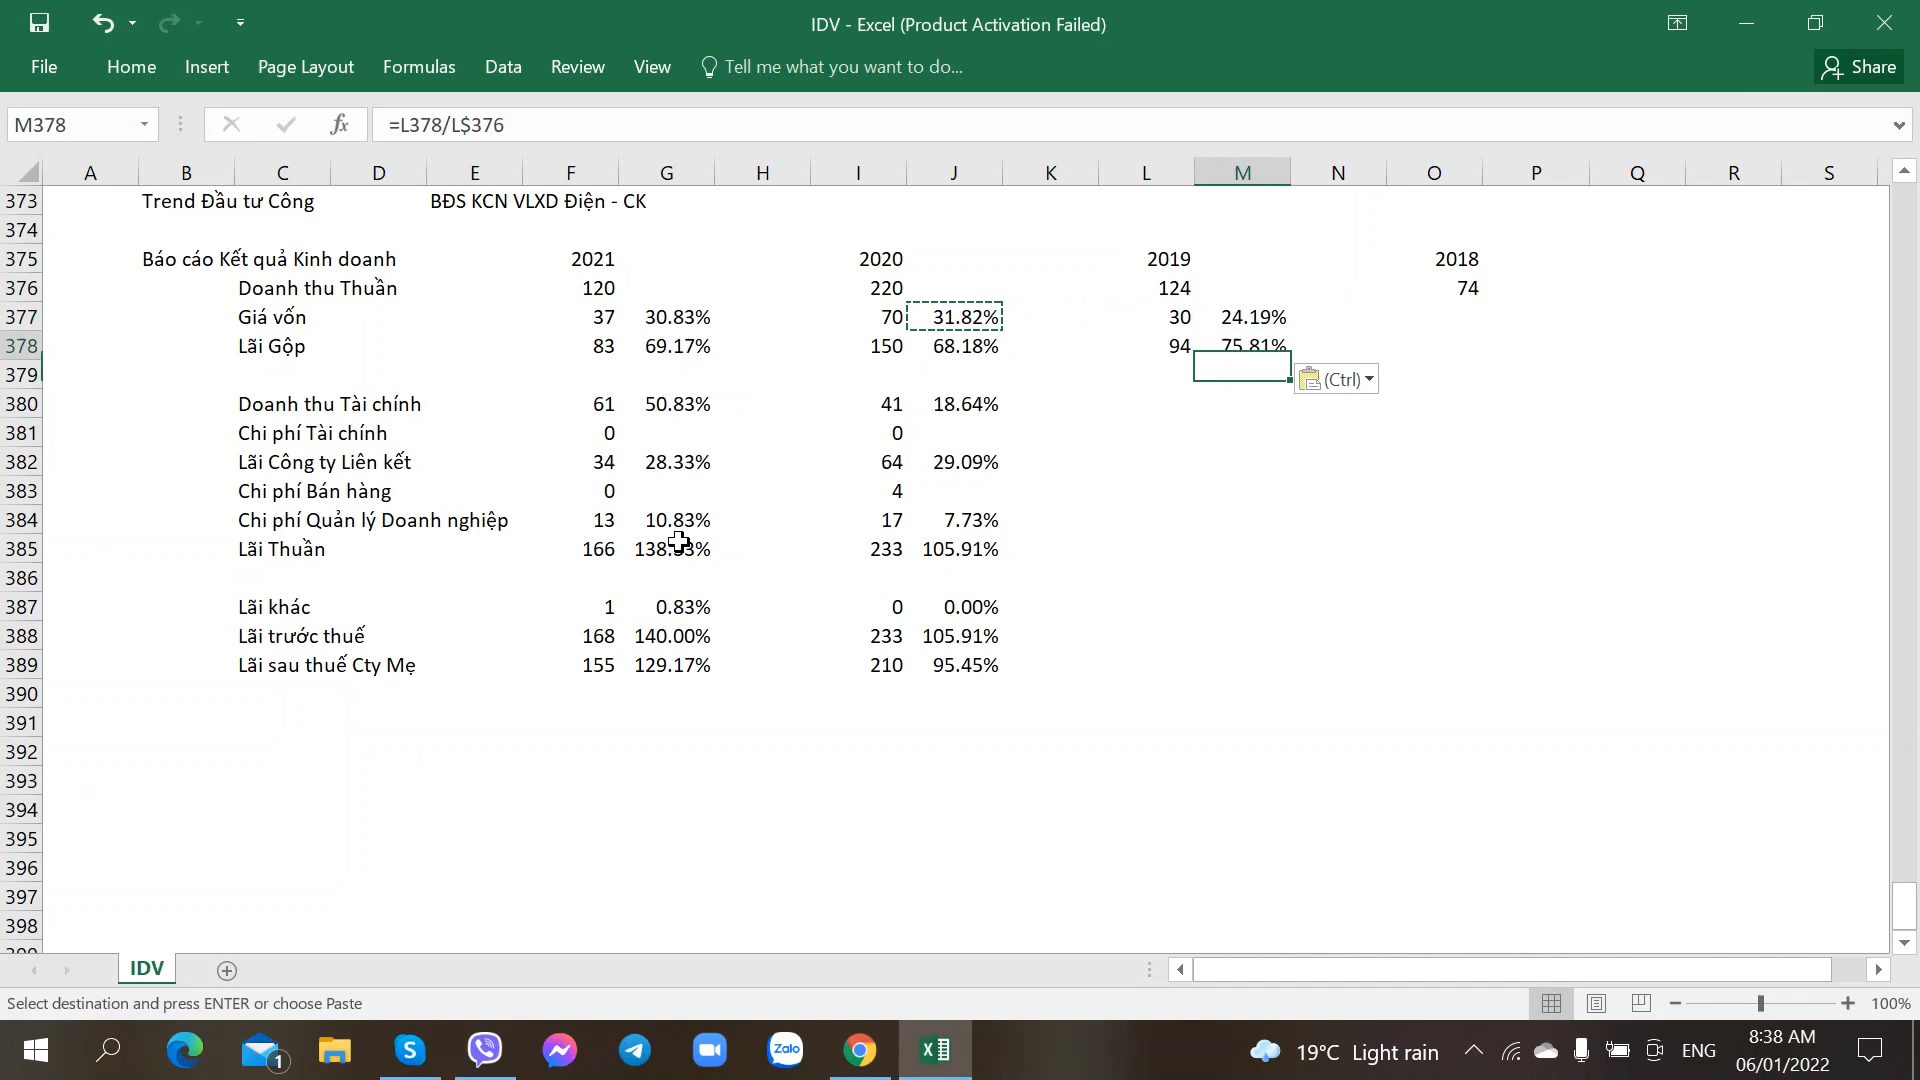 IDV - Excel (Product Activation Failed)
File Home Insert Page Layout Formulas Data Review View Tell me what you want to do... Share
M378 fx =L378/L$376
A B C D E F G H I J K L M N O P Q R S
373 Trend Đầu tư Công BĐS KCN VLXD Điện - CK
374
375 Báo cáo Kết quả Kinh doanh 2021 2020 2019 2018
376 Doanh thu Thuần 120 220 124 74
377 Giá vốn 37 30.83% 70 31.82% 30 24.19%
378 Lãi Gộp 83 69.17% 150 68.18% 94 75.81%
379 (Ctrl)
380 Doanh thu Tài chính 61 50.83% 41 18.64%
381 Chi phí Tài chính 0 0
382 Lãi Công ty Liên kết 34 28.33% 64 29.09%
383 Chi phí Bán hàng 0 4
384 Chi phí Quản lý Doanh nghiệp 13 10.83% 17 7.73%
385 Lãi Thuần 166 138.33% 233 105.91%
386
387 Lãi khác 1 0.83% 0 0.00%
388 Lãi trước thuế 168 140.00% 233 105.91%
389 Lãi sau thuế Cty Mẹ 155 129.17% 210 95.45%
390
391
392
393
394
395
396
397
398
IDV
Select destination and press ENTER or choose Paste 100%
1 S Zalo 19°C Light rain ENG 8:38 AM
06/01/2022